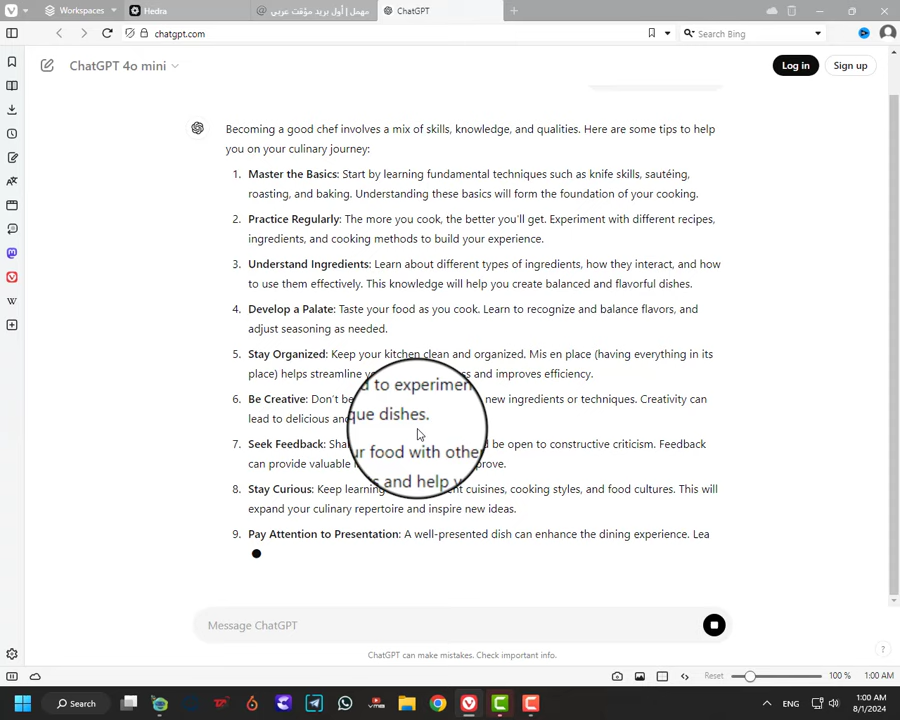 Workspaces
Hedra
مهمل | أول بريد مؤقت عربي @
ChatGPT
chatgpt.com
Search Bing
ChatGPT 4o mini
Log in
Sign up
Becoming a good chef involves a mix of skills, knowledge, and qualities. Here are some tips to help
you on your culinary journey:
1. Master the Basics: Start by learning fundamental techniques such as knife skills, sautéing,
roasting, and baking. Understanding these basics will form the foundation of your cooking.
2. Practice Regularly: The more you cook, the better you'll get. Experiment with different recipes,
ingredients, and cooking methods to build your experience.
3. Understand Ingredients: Learn about different types of ingredients, how they interact, and how
to use them effectively. This knowledge will help you create balanced and flavorful dishes.
4. Develop a Palate: Taste your food as you cook. Learn to recognize and balance flavors, and
adjust seasoning as needed.
5. Stay Organized: Keep your kitchen clean and organized. Mis en place (having everything in its
place) helps streamline and improves efficiency.
6. Be Creative: Don't be d to experimen new ingredients or techniques. Creativity can
lead to delicious and que dishes.
7. Seek Feedback: Sha ur food with othe d be open to constructive criticism. Feedback
can provide valuable s and help y prove.
8. Stay Curious: Keep learning nt cuisines, cooking styles, and food cultures. This will
expand your culinary repertoire and inspire new ideas.
9. Pay Attention to Presentation: A well-presented dish can enhance the dining experience. Lea
Message ChatGPT
ChatGPT can make mistakes. Check important info.
?
Reset
100 %
1:00 AM
Search
ENG
1:00 AM
8/1/2024